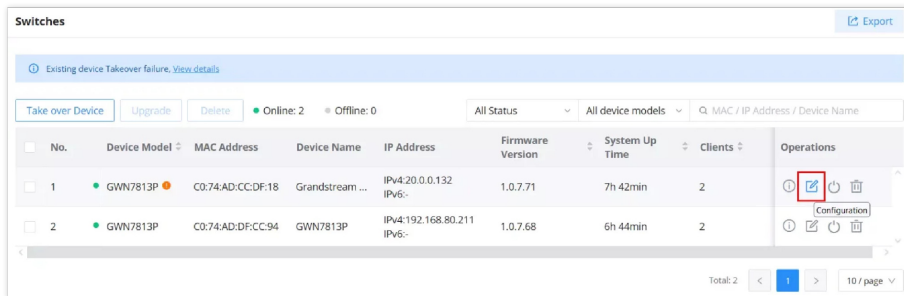 Switches
Export
Existing device Takeover failure, View details
Take over Device Upgrade Delete Online: 2 Offline: 0 All Status All device models MAC / IP Address / Device Name
No. Device Model MAC Address Device Name IP Address Firmware Version System Up Time Clients Operations
1 GWN7813P C0:74:AD:CC:DF:18 Grandstream ... IPv4:20.0.0.132 1.0.7.71 7h 42min 2
IPv6:-
Configuration
2 GWN7813P C0:74:AD:DF:CC:94 GWN7813P IPv4:192.168.80.211 1.0.7.68 6h 44min 2
IPv6:-
Total: 2 < 1 > 10 / page